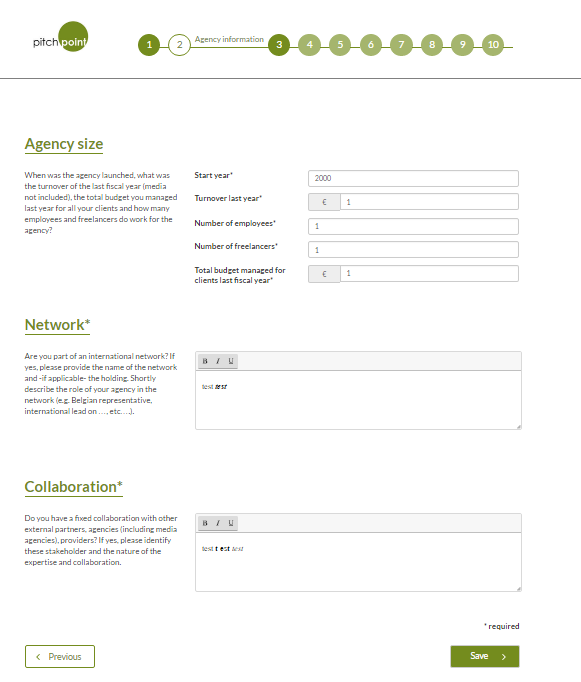 pitchpoint
1 2 Agency information 3 4 5 6 7 8 9 10
Agency size
When was the agency launched, what was
the turnover of the last fiscal year (media
not included), the total budget you managed
last year for all your clients and how many
employees and freelancers do work for the
agency?
Start year*
2000
Turnover last year*
€ 1
Number of employees*
1
Number of freelancers*
1
Total budget managed for
clients last fiscal year*
€ 1
Network*
Are you part of an international network? If
yes, please provide the name of the network
and -if applicable- the holding. Shortly
describe the role of your agency in the
network (e.g. Belgian representative,
international lead on ..., etc...).
B I U
test test
Collaboration*
Do you have a fixed collaboration with other
external partners, agencies (including media
agencies), providers? If yes, please identify
these stakeholder and the nature of the
expertise and collaboration.
B I U
test t est test
* required
< Previous
Save >